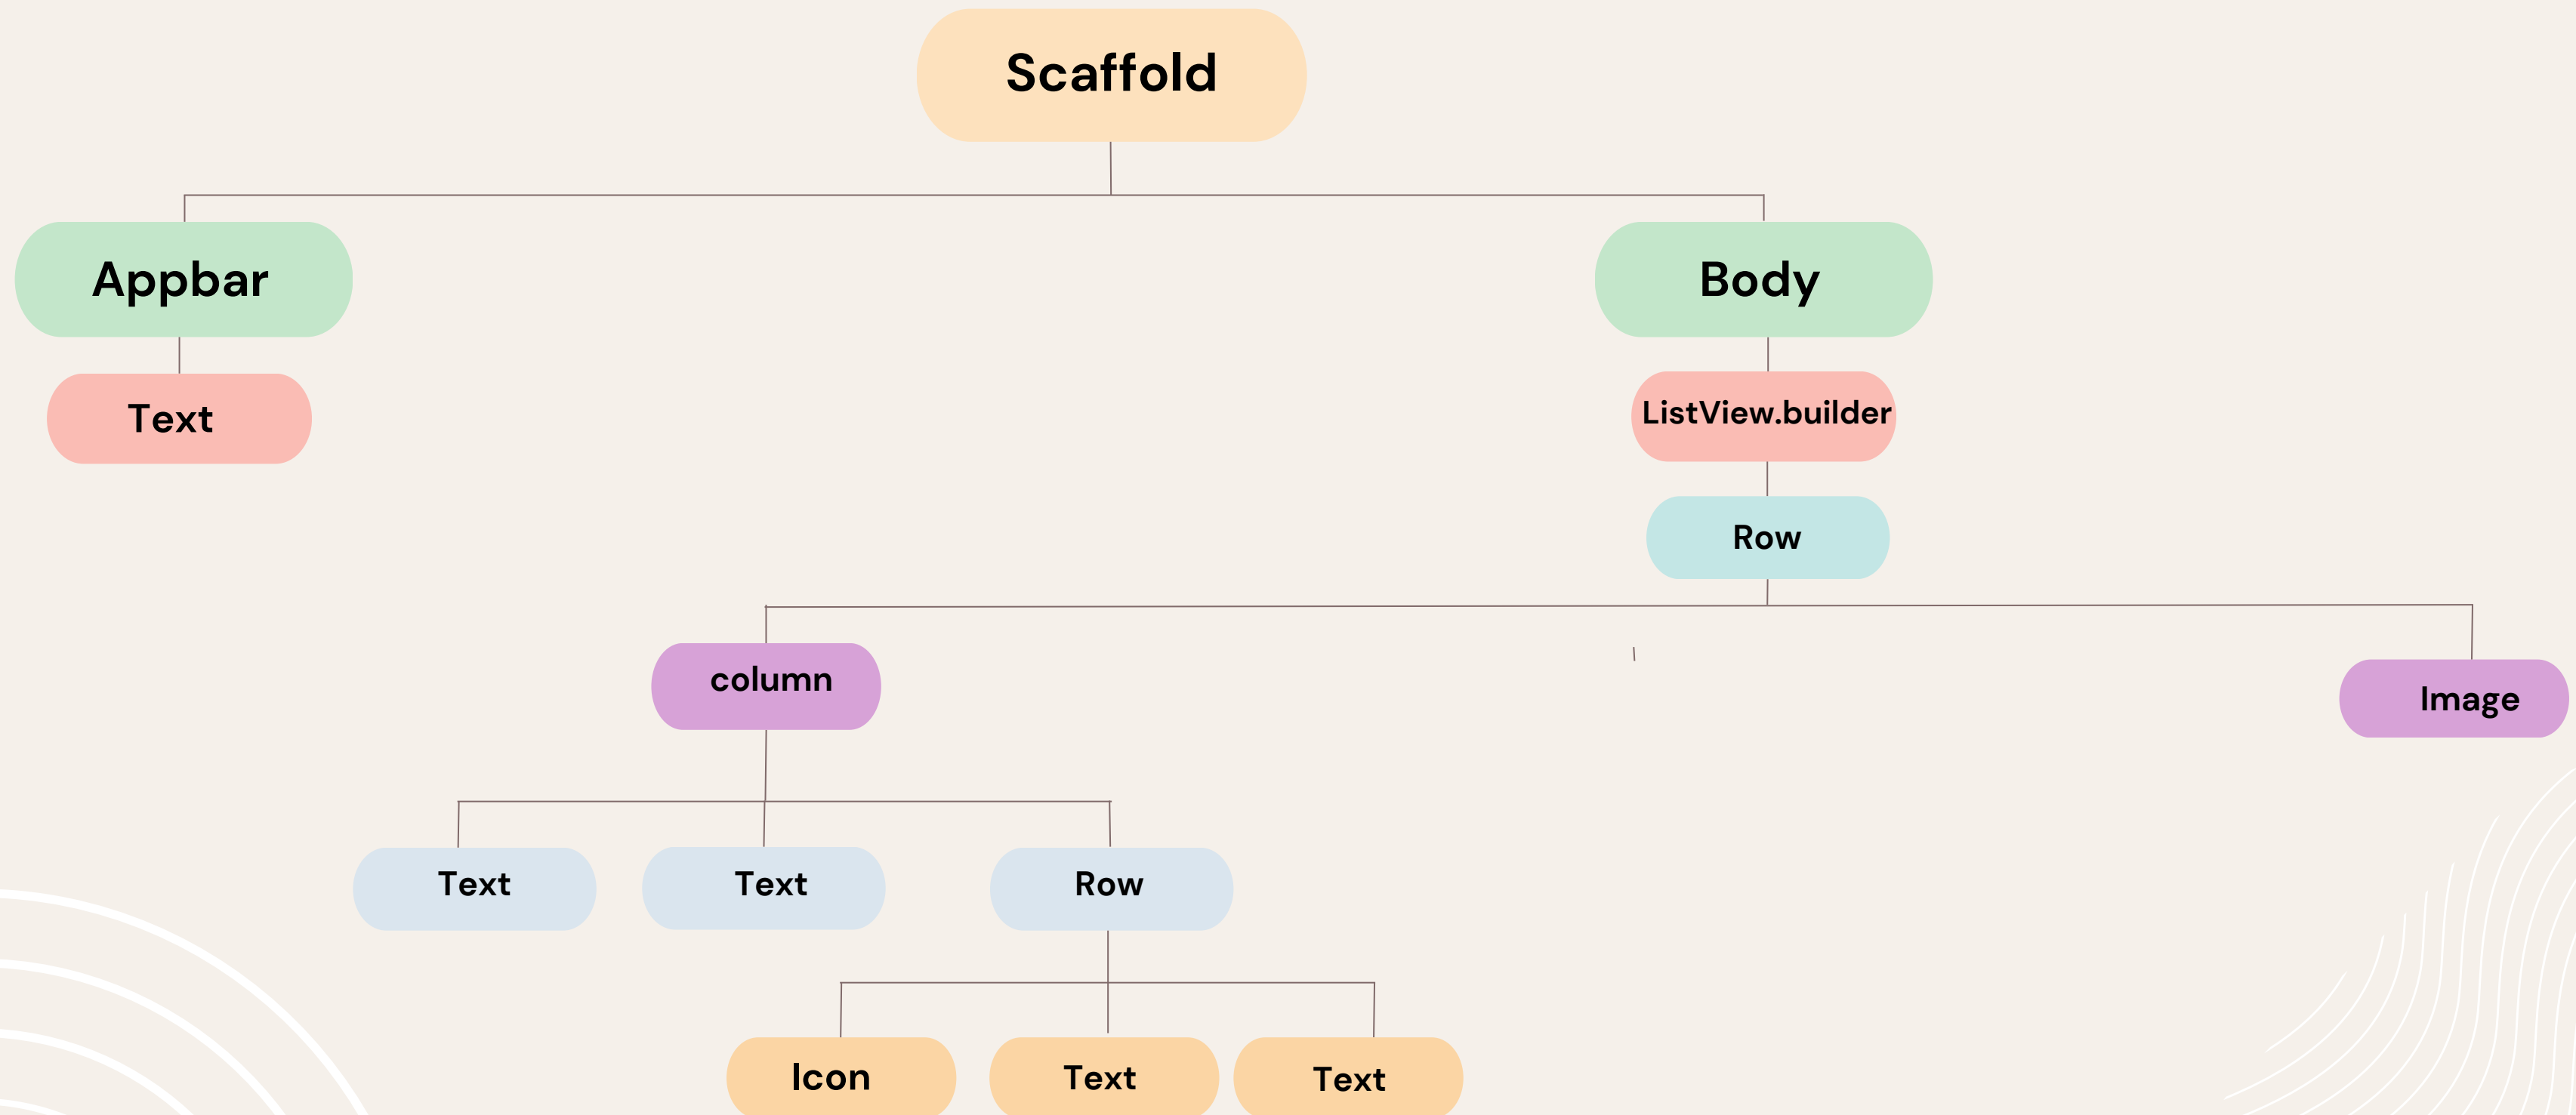 Scaffold
Appbar
Body
Text
ListView.builder
Row
column
Image
Text
Text
Row
Icon
Text
Text